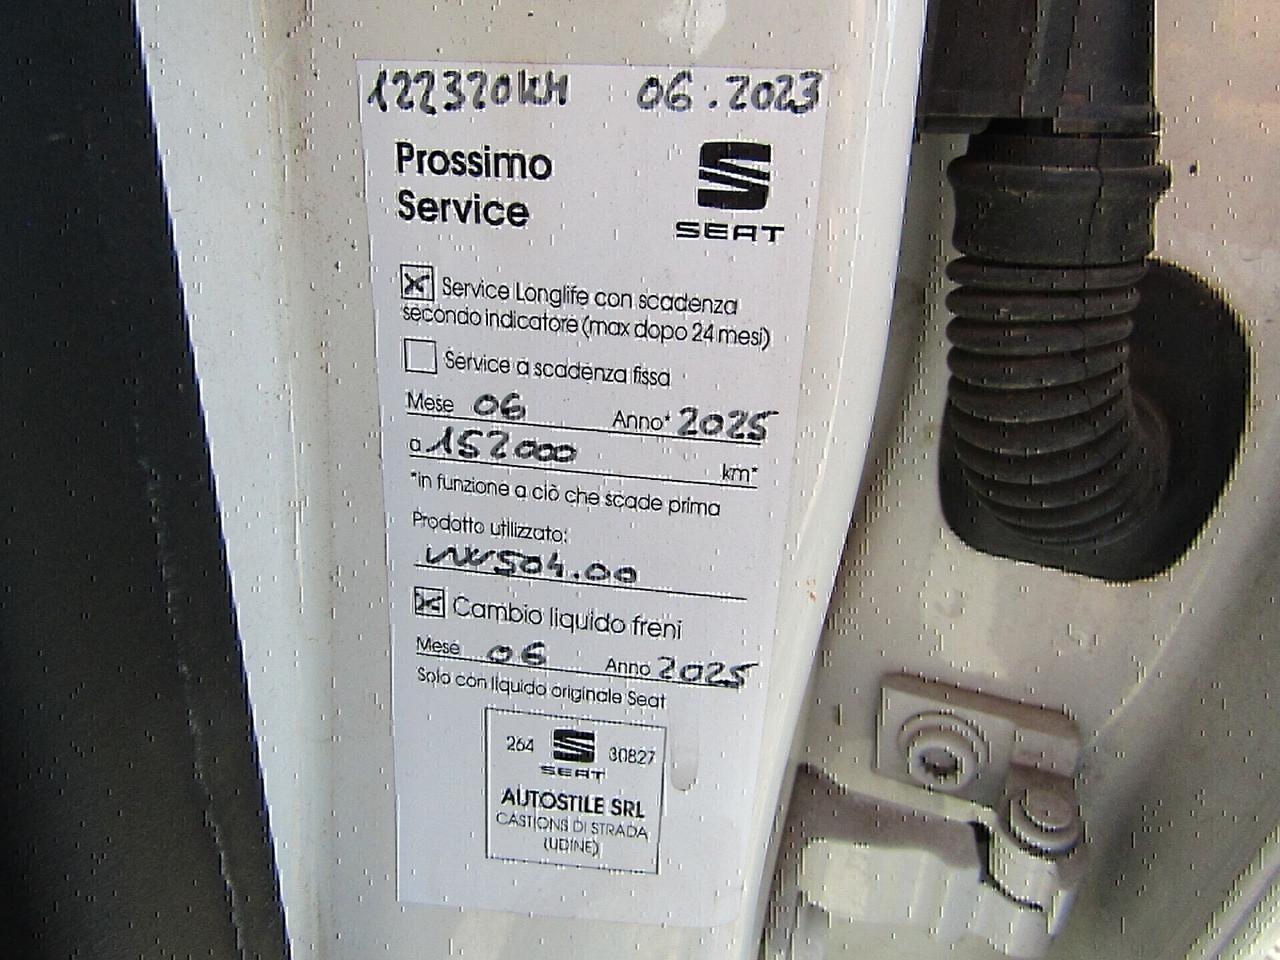 122320KM 06.2023
Prossimo
Service
SEAT
Service Longlife con scadenza
secondo indicatore (max dopo 24 mesi)
Service a scadenza fissa
Mese 06 Anno* 2025
a 152000 km*
*in funzione a ciò che scade prima
Prodotto utilizzato:
VW504.00
Cambio liquido freni
Mese 06 Anno 2025
Solo con liquido originale Seat
264 30827
SEAT
AUTOSTILE SRL
CASTIONS DI STRADA
(UDINE)